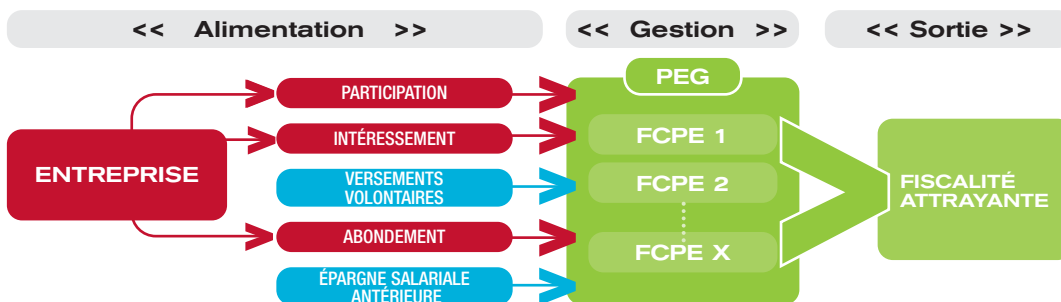 << Alimentation >>
<< Gestion >>
<< Sortie >>
ENTREPRISE
PARTICIPATION
INTÉRESSEMENT
VERSEMENTS
VOLONTAIRES
ABONDEMENT
ÉPARGNE SALARIALE
ANTÉRIEURE
PEG
FCPE 1
FCPE 2
FCPE X
FISCALITÉ
ATTRAYANTE